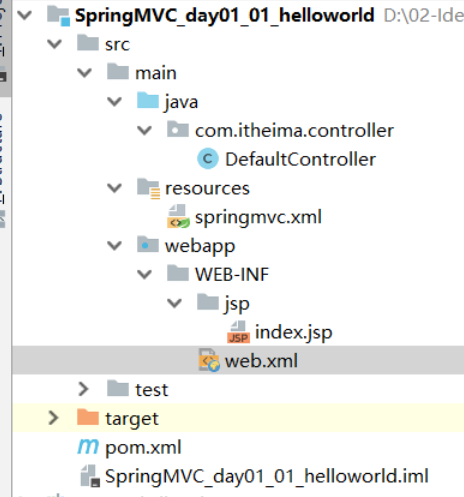 SpringMVC_day01_01_helloworld D:\02-Ide
src
main
java
com.itheima.controller
C DefaultController
resources
springmvc.xml
webapp
WEB-INF
jsp
JSP index.jsp
web.xml
test
target
m pom.xml
SpringMVC_day01_01_helloworld.iml